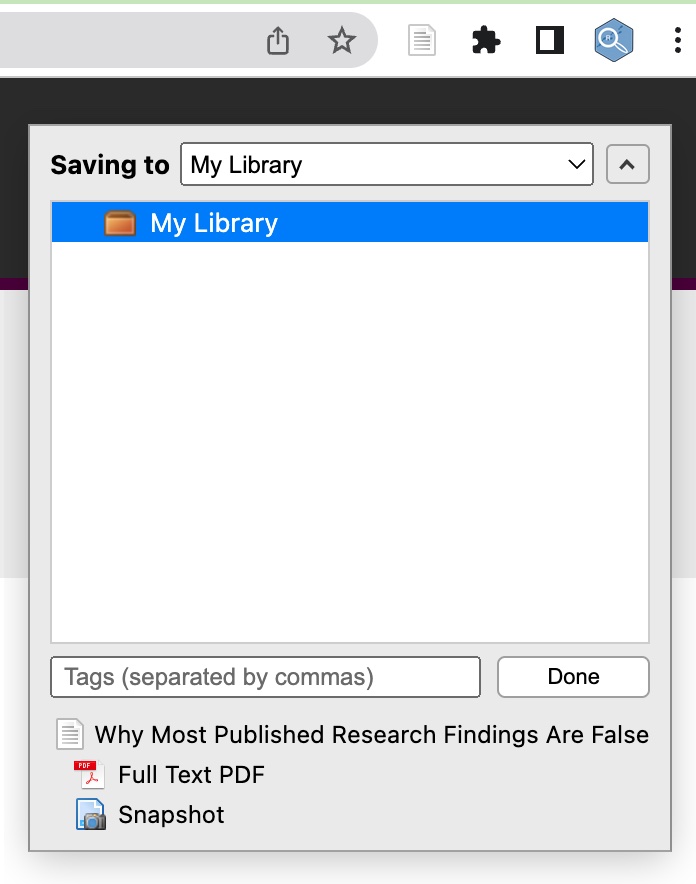 Saving to My Library
My Library
Tags (separated by commas) Done
Why Most Published Research Findings Are False
PDF Full Text PDF
Snapshot